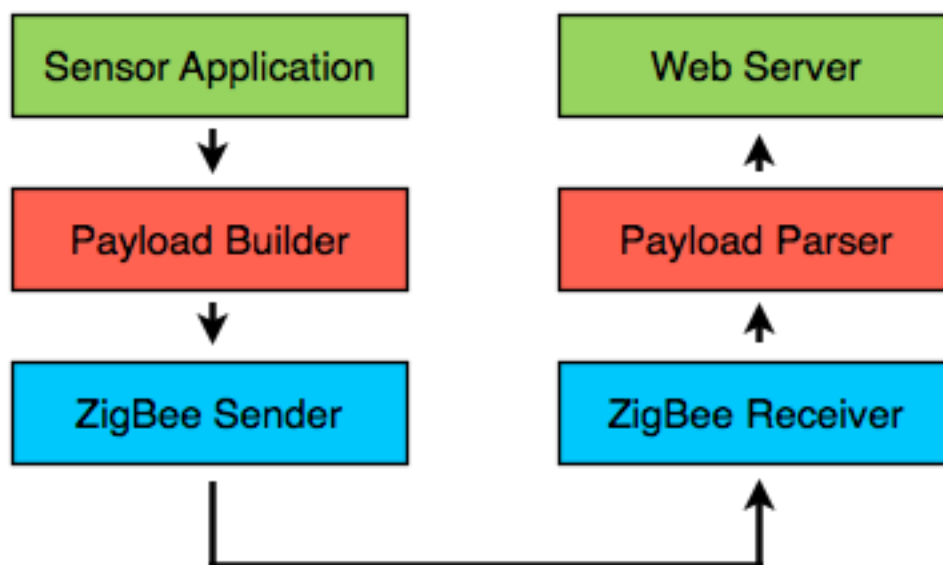 Sensor Application
Web Server
Payload Builder
Payload Parser
ZigBee Sender
ZigBee Receiver